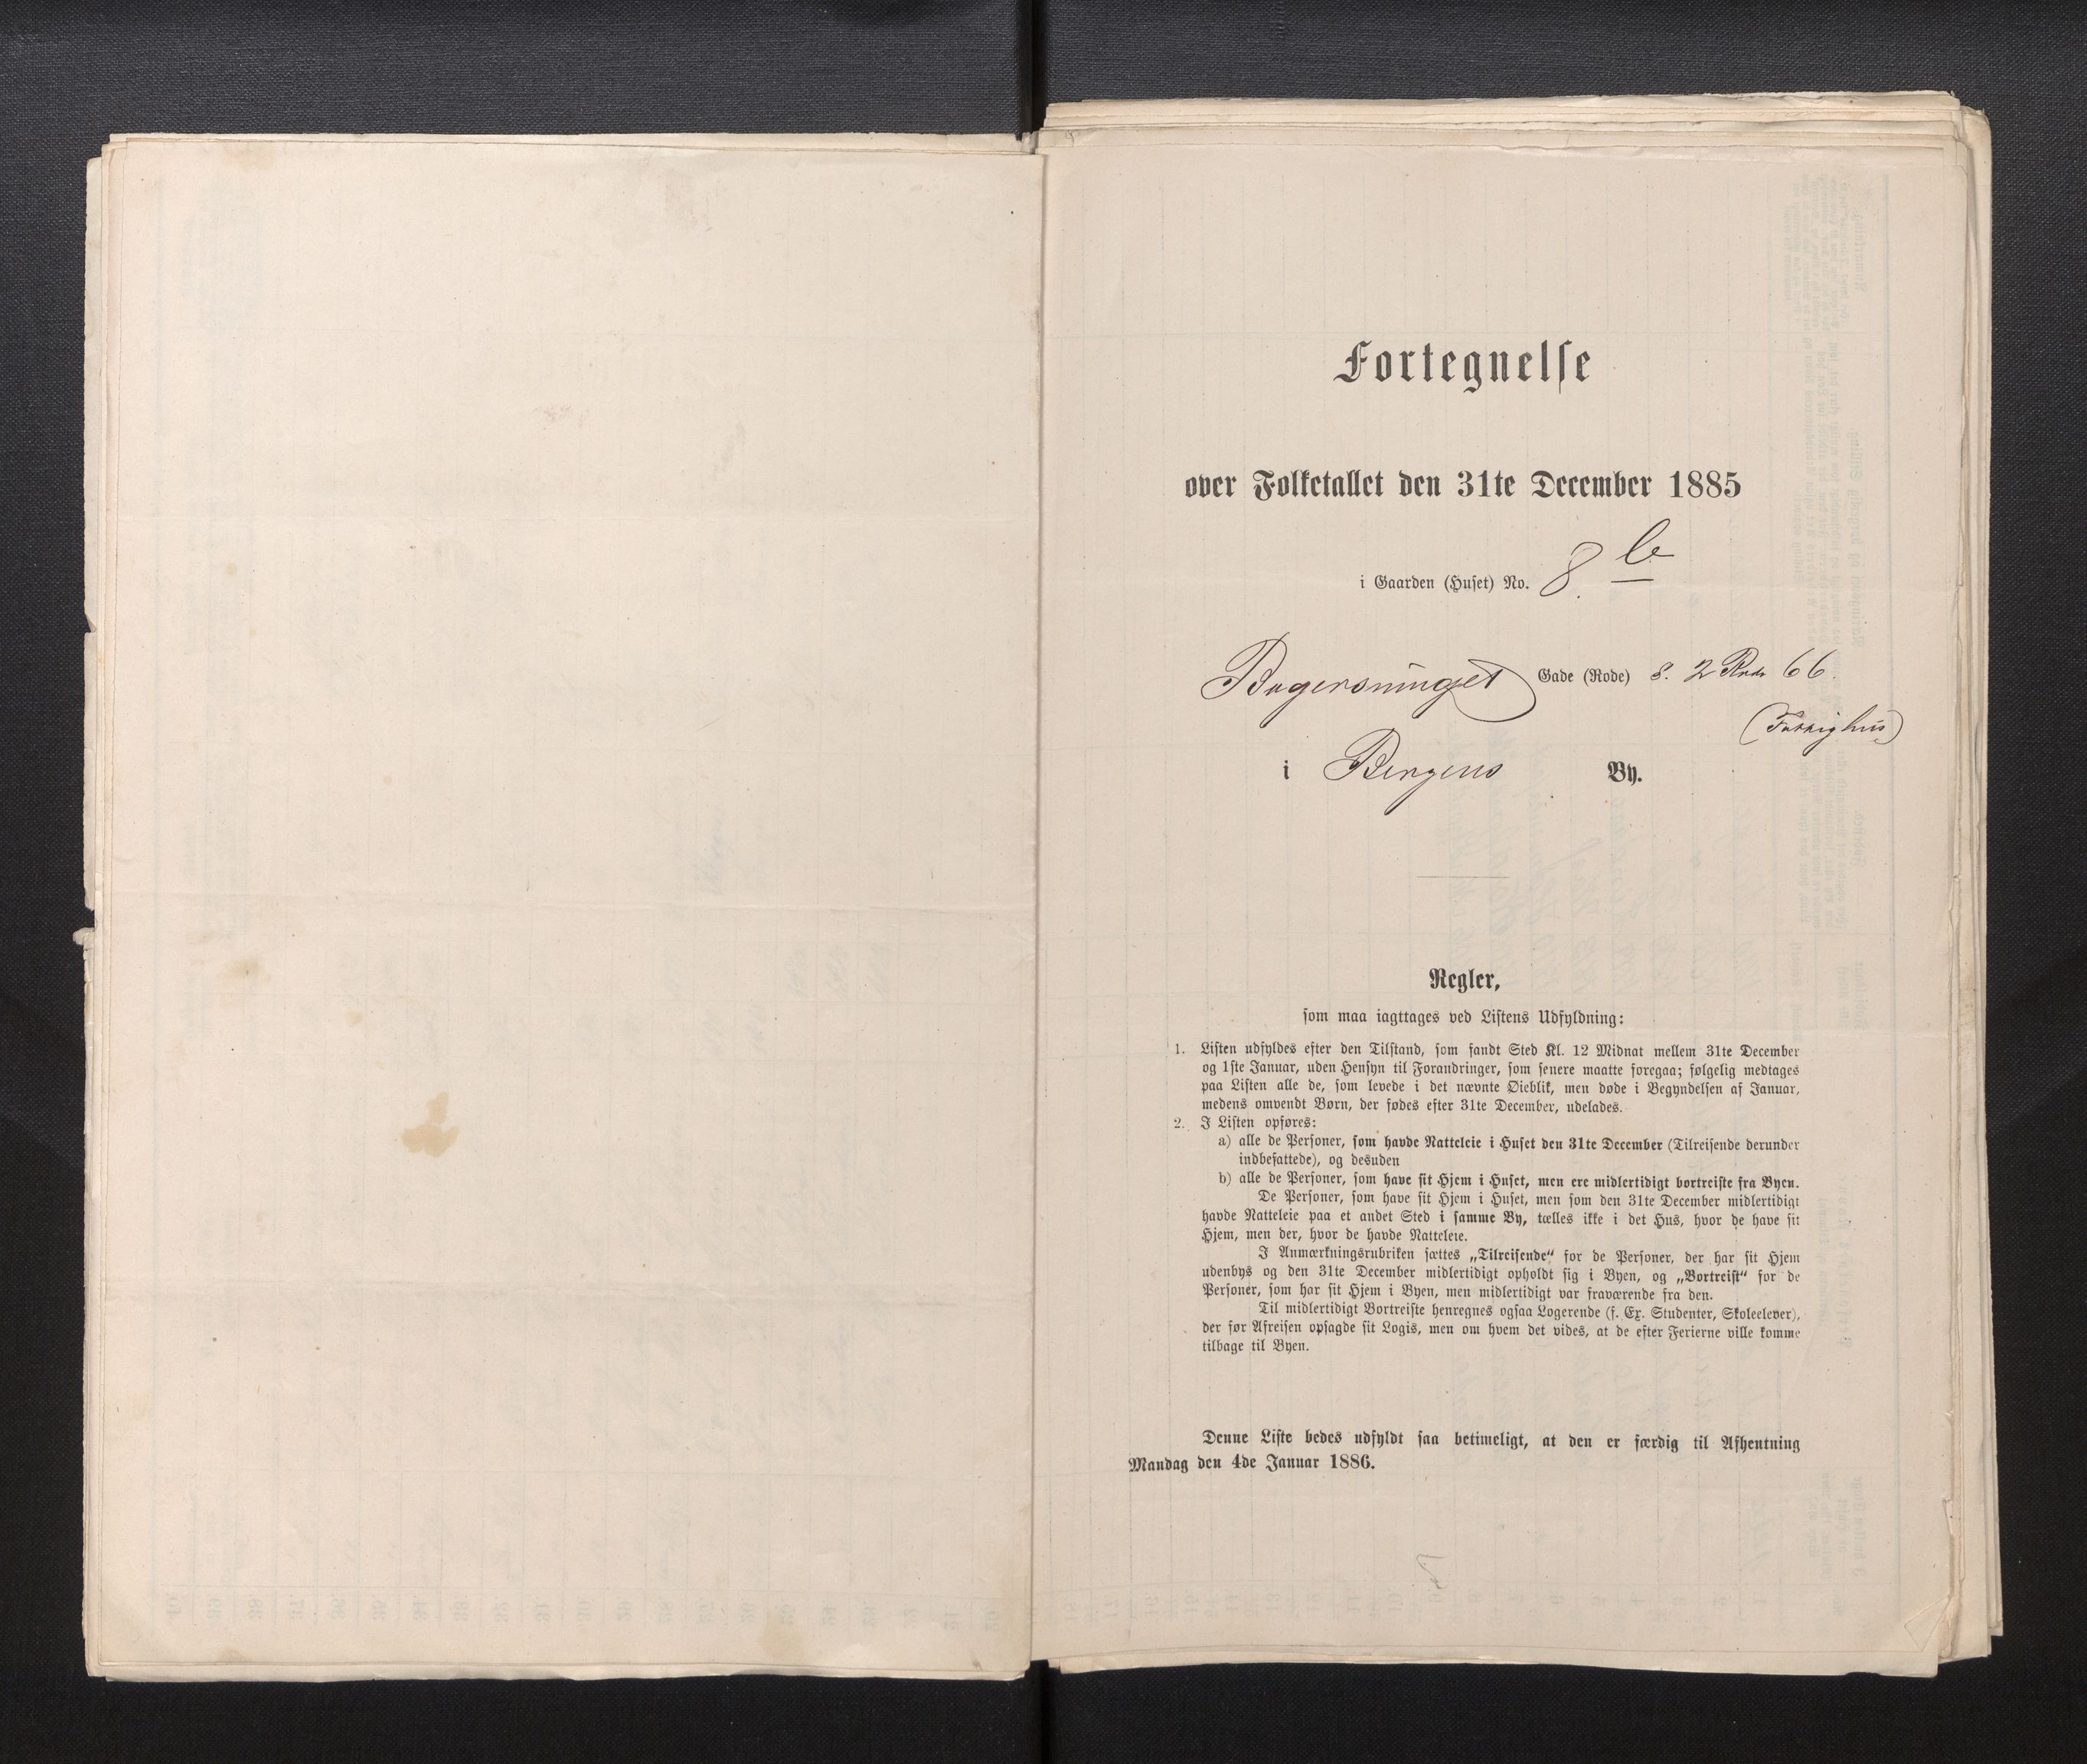 Fortegnelse
over Folketallet den 31te December 1885
i Gaarden (Huset) No. 8 b
Gade (Rode) 8. 2 Rode 66
(Fattighus)
i Bergens By.
Regler,
som maa iagttages ved Listens Udfyldning:
1. Listen udfyldes efter den Tilstand, som fandt Sted Kl. 12 Midnat mellem 31te December
og 1ste Januar, uden Hensyn til Forandringer, som senere maatte foregaa; følgelig medtages
paa Listen alle de, som levede i det nævnte Øieblik, men døde i Begyndelsen af Januar,
medens omvendt Børn, der fødes efter 31te December, udelades.
2. I Listen opføres:
a) alle de Personer, som havde Natteleie i Huset den 31te December (Tilreisende derunder
indbefattede), og desuden
b) alle de Personer, som have sit Hjem i Huset, men ere midlertidigt bortreiste fra Byen.
De Personer, som have sit Hjem i Huset, men som den 31te December midlertidigt
havde Natteleie paa et andet Sted i samme By, tælles ikke i det Hus, hvor de have sit
Hjem, men der, hvor de havde Natteleie.
I Anmærkningsrubriken sættes „Tilreisende“ for de Personer, der har sit Hjem
udenbys og den 31te December midlertidigt opholdt sig i Byen, og „Bortreist“ for de
Personer, som har sit Hjem i Byen, men midlertidigt var fraværende fra den.
Til midlertidigt Bortreiste henregnes ogsaa Logerende (f. Ex. Studenter, Skoleelever),
der før Afreisen opsagde sit Logis, men om hvem det vides, at de efter Ferierne ville komme
tilbage til Byen.
Denne Liste bedes udfyldt saa betimeligt, at den er færdig til Afhentning
Mandag den 4de Januar 1886.